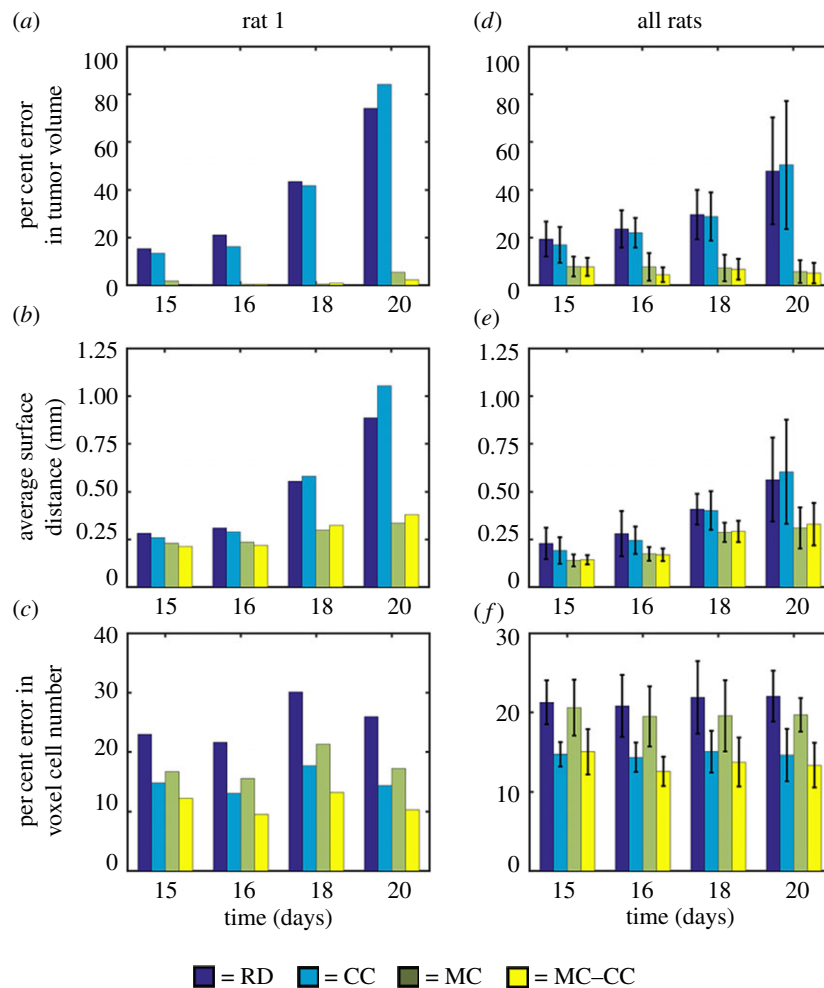 (a) rat 1
(d) all rats
per cent error
in tumor volume
100
80
60
40
20
0
15 16 18 20
100
80
60
40
20
0
15 16 18 20
(b)
average surface
distance (mm)
1.25
1.00
0.75
0.50
0.25
0
15 16 18 20
(e)
1.25
1.00
0.75
0.50
0.25
0
15 16 18 20
(c)
per cent error in
voxel cell number
40
30
20
10
0
15 16 18 20
time (days)
(f)
30
20
10
0
15 16 18 20
time (days)
= RD = CC = MC = MC–CC